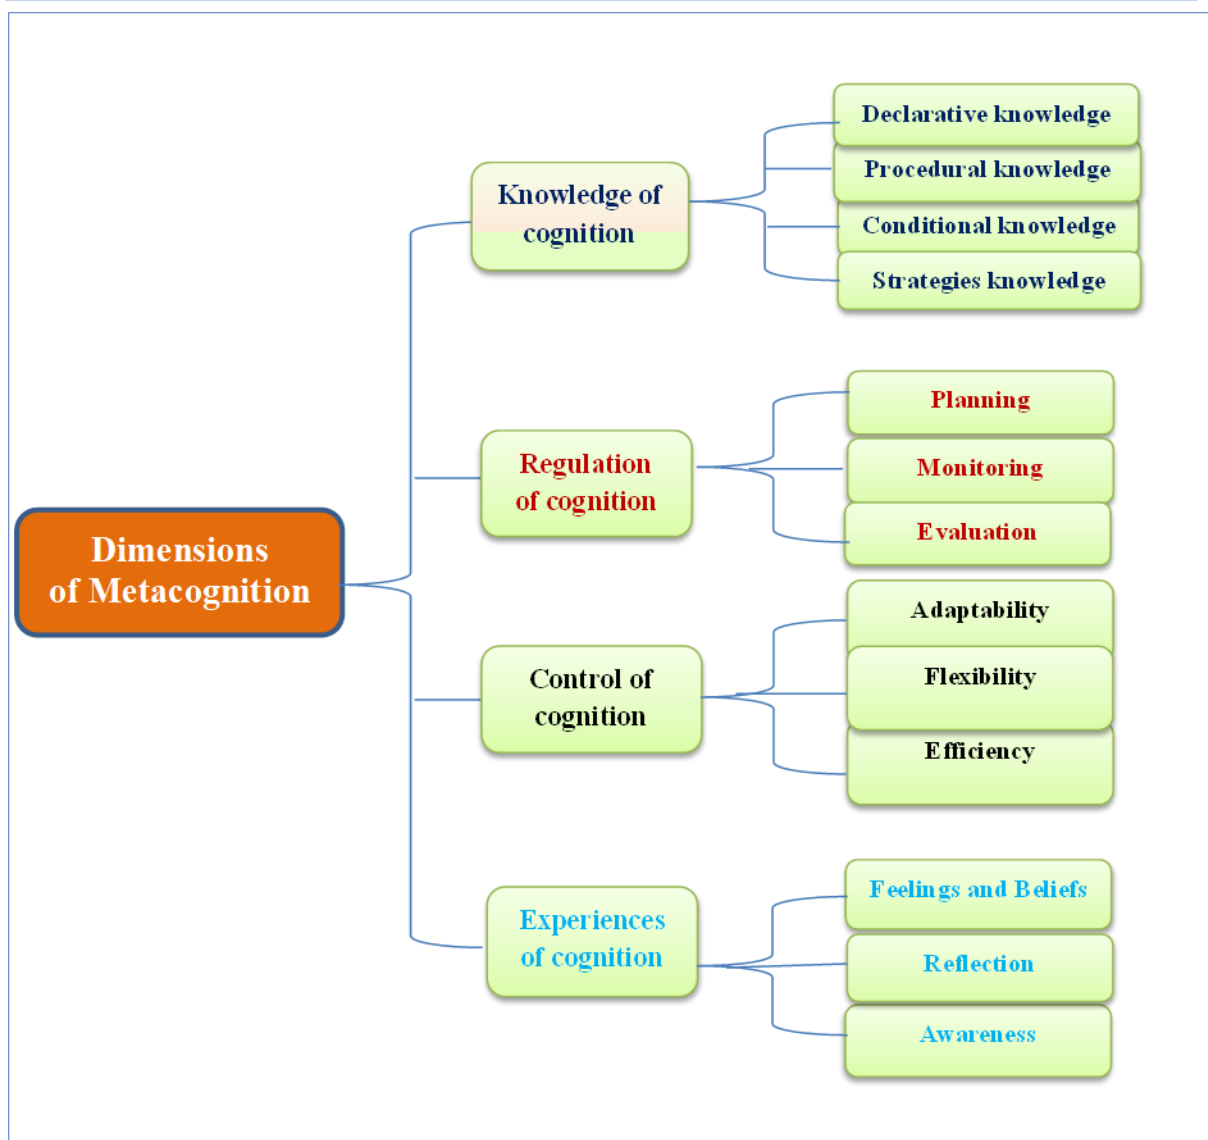 Dimensions
of Metacognition
Knowledge of
cognition
Declarative knowledge
Procedural knowledge
Conditional knowledge
Strategies knowledge
Regulation
of cognition
Planning
Monitoring
Evaluation
Control of
cognition
Adaptability
Flexibility
Efficiency
Experiences
of cognition
Feelings and Beliefs
Reflection
Awareness